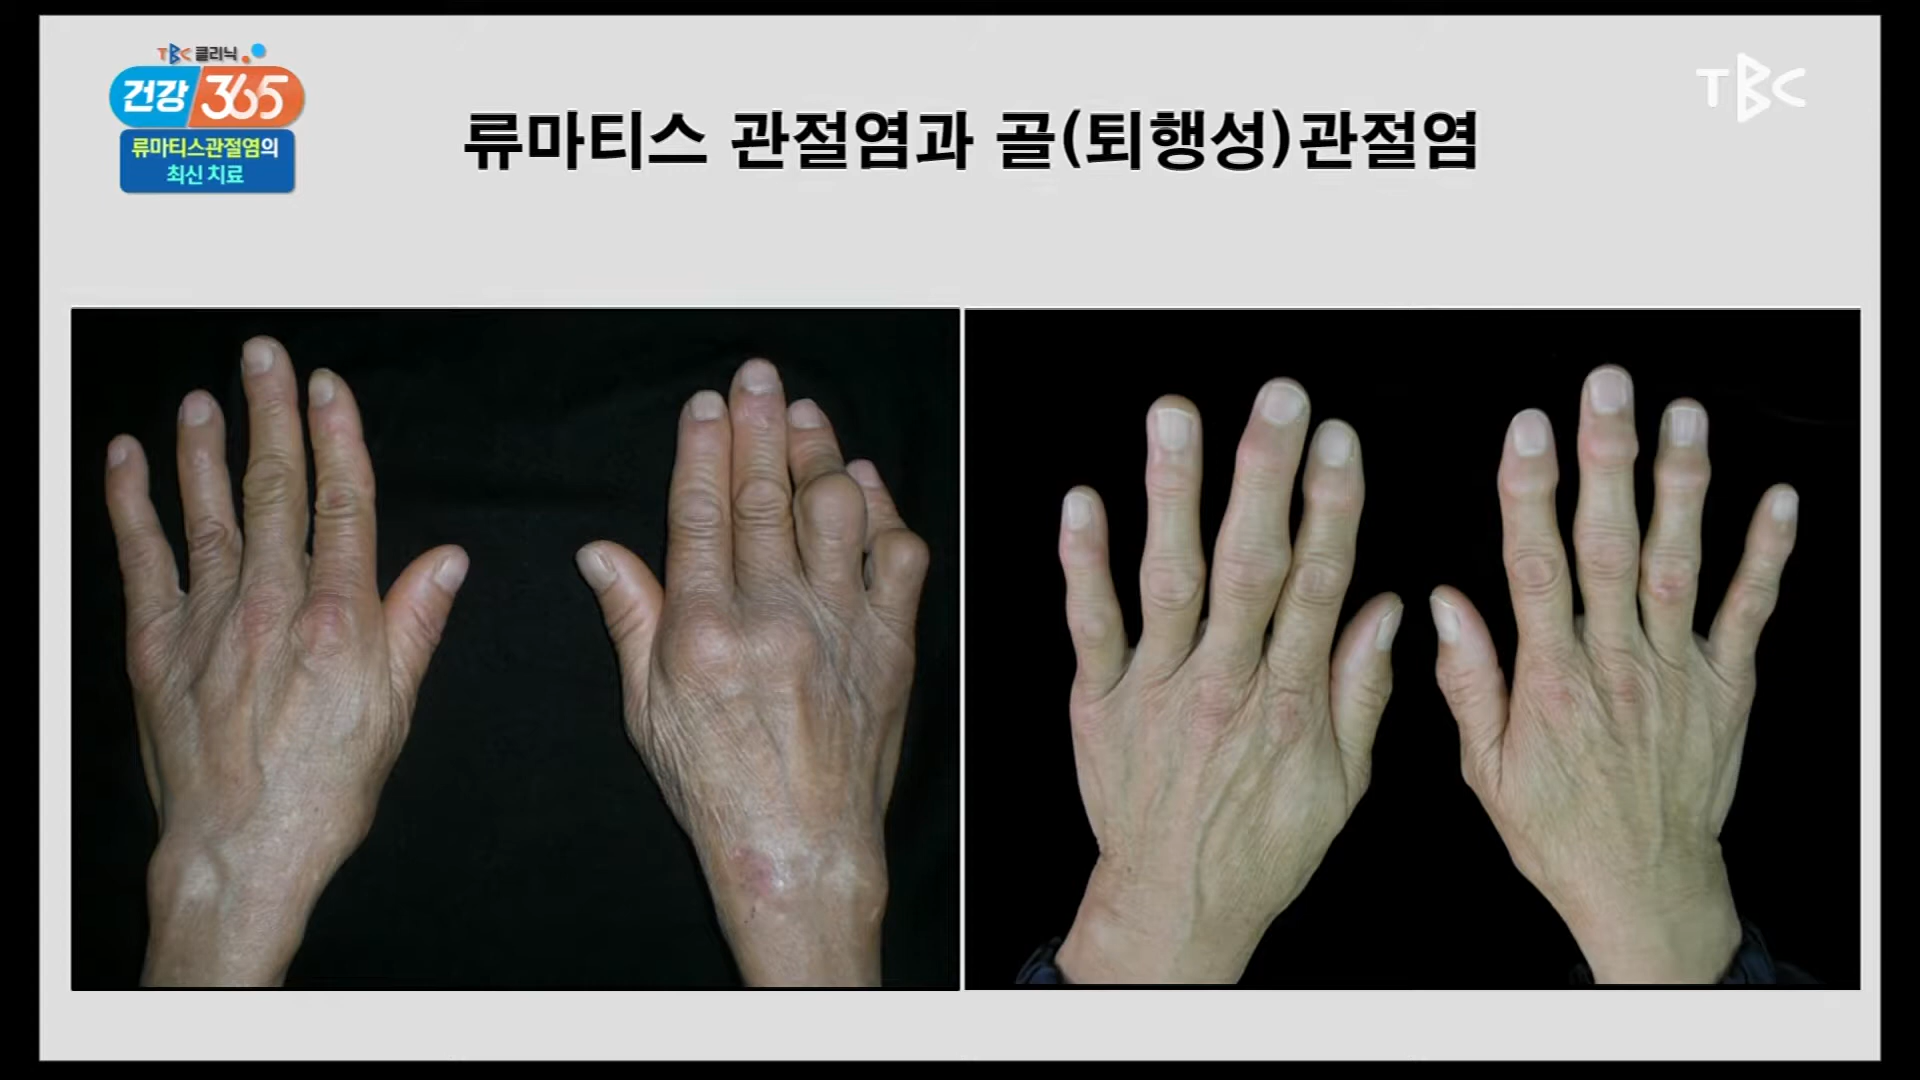 TBC 클리닉
건강 365
류마티스관절염의
최신 치료
TBC
류마티스 관절염과 골(퇴행성)관절염